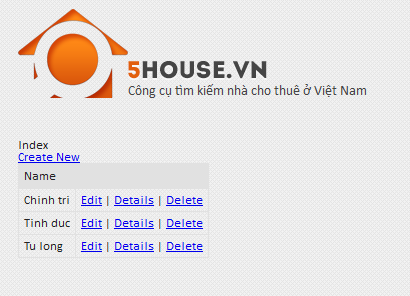 5HOUSE.VN
Công cụ tìm kiếm nhà cho thuê ở Việt Nam
Index
Create New
Name
Chinh tri Edit | Details | Delete
Tinh duc Edit | Details | Delete
Tu long Edit | Details | Delete